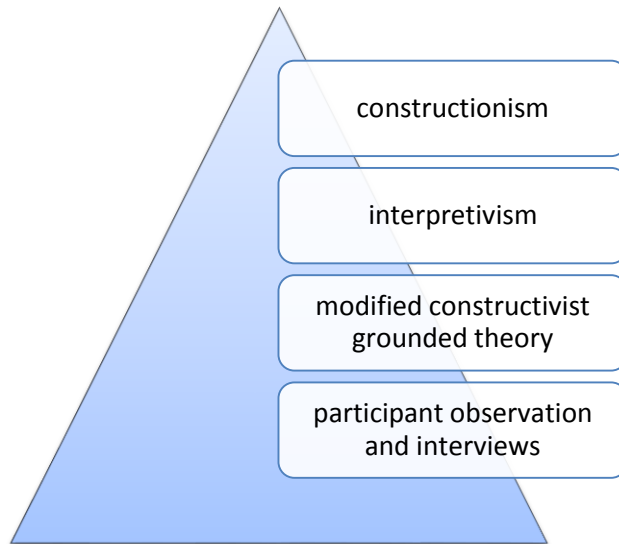 constructionism
interpretivism
modified constructivist
grounded theory
participant observation
and interviews